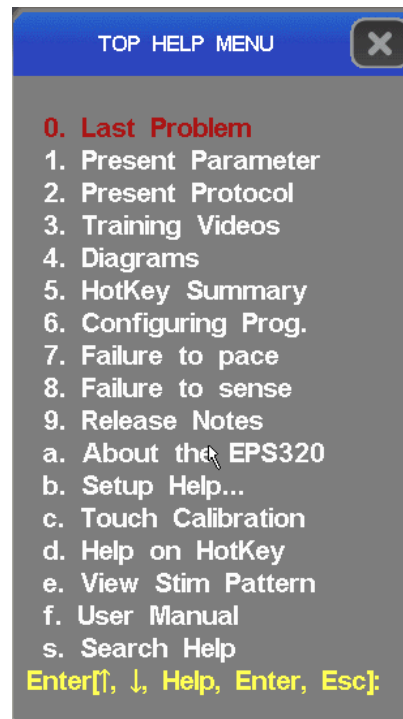 TOP HELP MENU
0. Last Problem
1. Present Parameter
2. Present Protocol
3. Training Videos
4. Diagrams
5. HotKey Summary
6. Configuring Prog.
7. Failure to pace
8. Failure to sense
9. Release Notes
a. About the EPS320
b. Setup Help...
c. Touch Calibration
d. Help on HotKey
e. View Stim Pattern
f. User Manual
s. Search Help
Enter[↑, ↓, Help, Enter, Esc]: